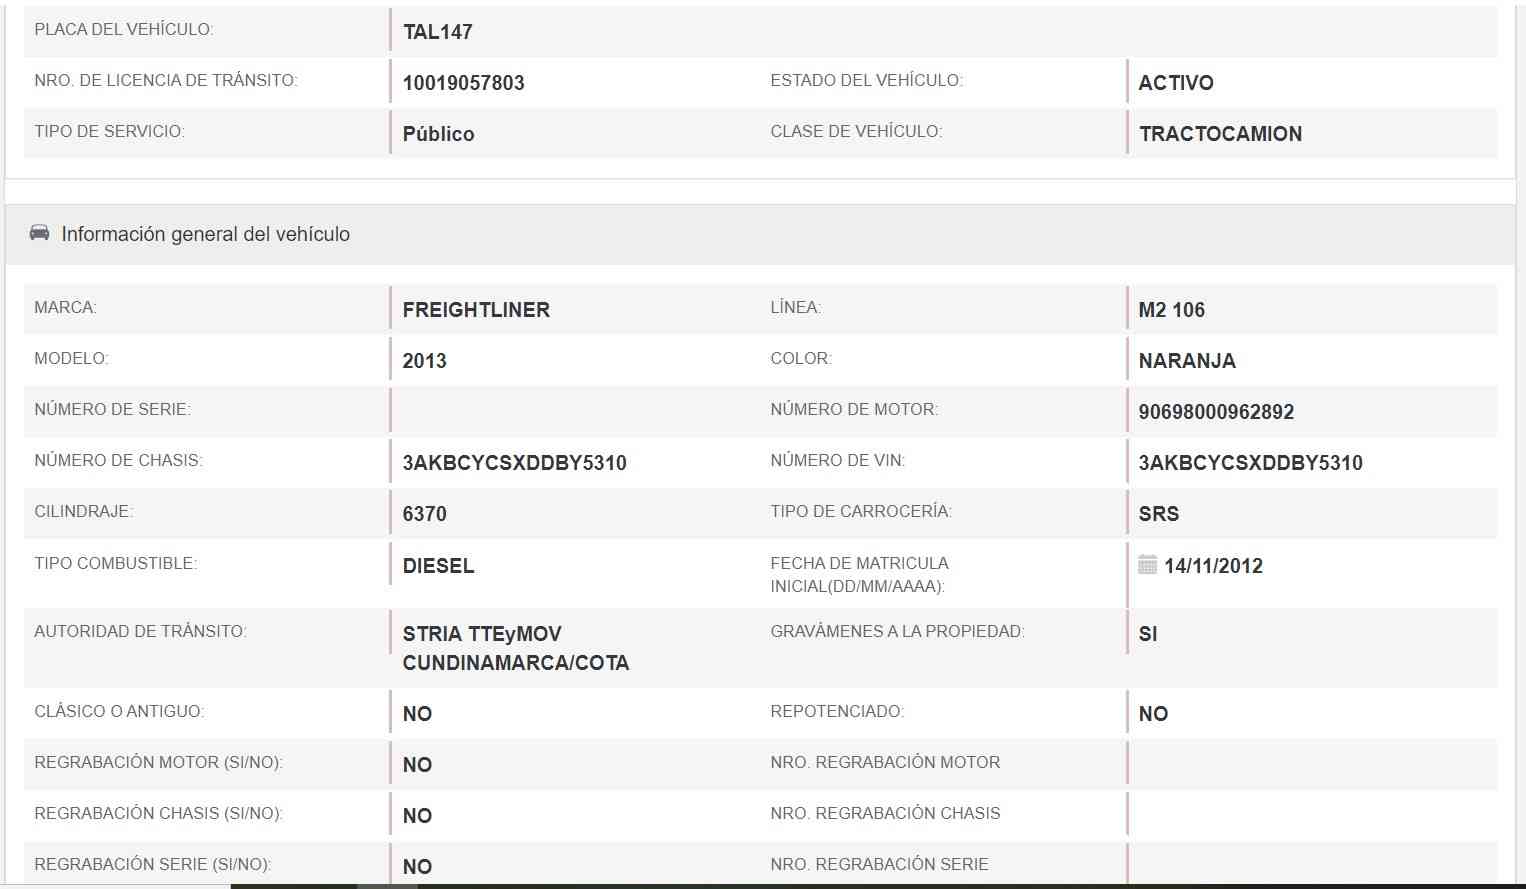 PLACA DEL VEHÍCULO: TAL147
NRO. DE LICENCIA DE TRÁNSITO: 10019057803 ESTADO DEL VEHÍCULO: ACTIVO
TIPO DE SERVICIO: Público CLASE DE VEHÍCULO: TRACTOCAMION
Información general del vehículo
MARCA: FREIGHTLINER LÍNEA: M2 106
MODELO: 2013 COLOR: NARANJA
NÚMERO DE SERIE: NÚMERO DE MOTOR: 90698000962892
NÚMERO DE CHASIS: 3AKBCYCSXDDBY5310 NÚMERO DE VIN: 3AKBCYCSXDDBY5310
CILINDRAJE: 6370 TIPO DE CARROCERÍA: SRS
TIPO COMBUSTIBLE: DIESEL FECHA DE MATRICULA
INICIAL(DD/MM/AAAA): 14/11/2012
AUTORIDAD DE TRÁNSITO: STRIA TTEyMOV
CUNDINAMARCA/COTA GRAVÁMENES A LA PROPIEDAD: SI
CLÁSICO O ANTIGUO: NO REPOTENCIADO: NO
REGRABACIÓN MOTOR (SI/NO): NO NRO. REGRABACIÓN MOTOR
REGRABACIÓN CHASIS (SI/NO): NO NRO. REGRABACIÓN CHASIS
REGRABACIÓN SERIE (SI/NO): NO NRO. REGRABACIÓN SERIE